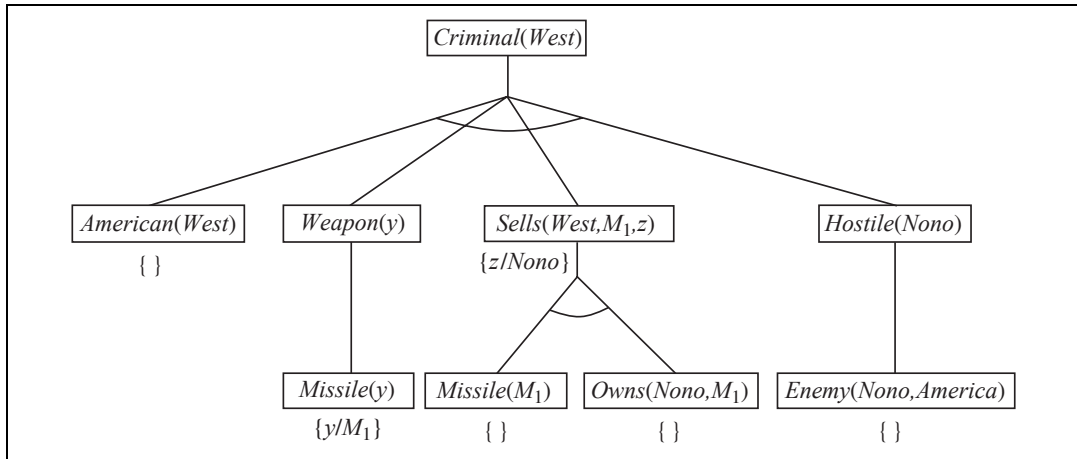 Criminal(West)
American(West) Weapon(y) Sells(West,M₁,z) Hostile(Nono)
{ } {z/Nono}
Missile(y) Missile(M₁) Owns(Nono,M₁) Enemy(Nono,America)
{y/M₁} { } { } { }